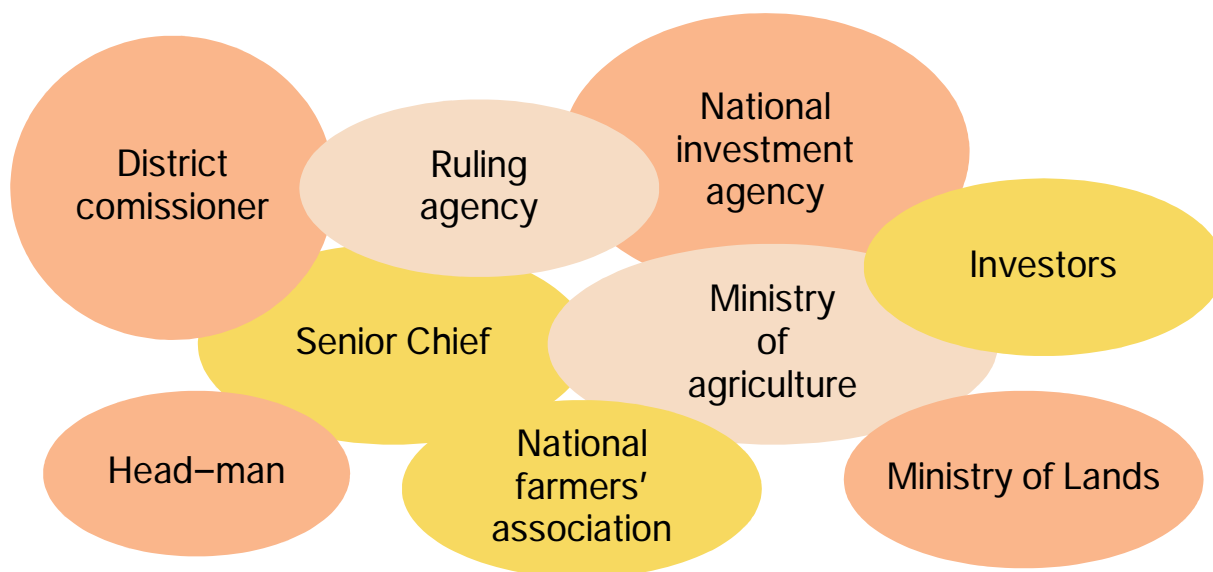 District
comissioner
Ruling
agency
National
investment
agency
Investors
Senior Chief
Ministry
of
agriculture
Head–man
National
farmers’
association
Ministry of Lands